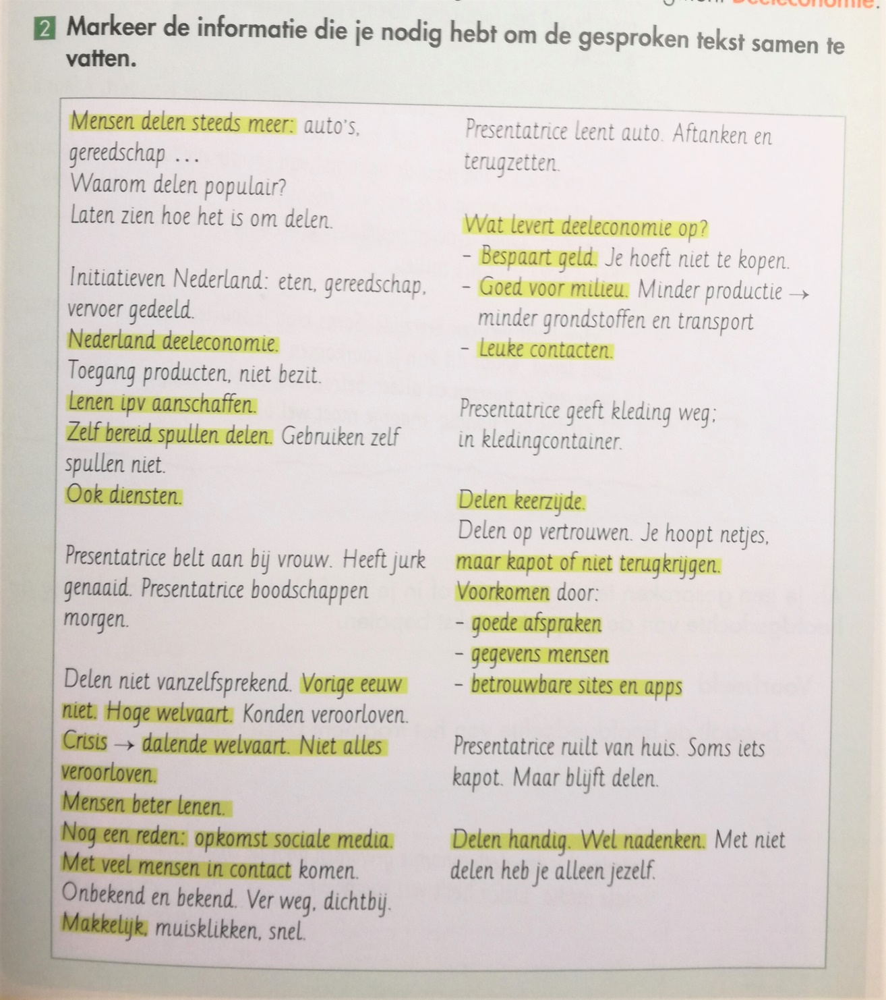 Deeleconomie.
2 Markeer de informatie die je nodig hebt om de gesproken tekst samen te
vatten.
Mensen delen steeds meer: auto's,
gereedschap ...
Waarom delen populair?
Laten zien hoe het is om delen.
Initiatieven Nederland: eten, gereedschap,
vervoer gedeeld.
Nederland deeleconomie.
Toegang producten, niet bezit.
Lenen ipv aanschaffen.
Zelf bereid spullen delen. Gebruiken zelf
spullen niet.
Ook diensten.
Presentatrice belt aan bij vrouw. Heeft jurk
genaaid. Presentatrice boodschappen
morgen.
Delen niet vanzelfsprekend. Vorige eeuw
niet. Hoge welvaart. Konden veroorloven.
Crisis → dalende welvaart. Niet alles
veroorloven.
Mensen beter lenen.
Nog een reden: opkomst sociale media.
Met veel mensen in contact komen.
Onbekend en bekend. Ver weg, dichtbij.
Makkelijk, muisklikken, snel.
Presentatrice leent auto. Aftanken en
terugzetten.
Wat levert deeleconomie op?
- Bespaart geld. Je hoeft niet te kopen.
- Goed voor milieu. Minder productie →
minder grondstoffen en transport
- Leuke contacten.
Presentatrice geeft kleding weg;
in kledingcontainer.
Delen keerzijde.
Delen op vertrouwen. Je hoopt netjes,
maar kapot of niet terugkrijgen.
Voorkomen door:
- goede afspraken
- gegevens mensen
- betrouwbare sites en apps
Presentatrice ruilt van huis. Soms iets
kapot. Maar blijft delen.
Delen handig. Wel nadenken. Met niet
delen heb je alleen jezelf.